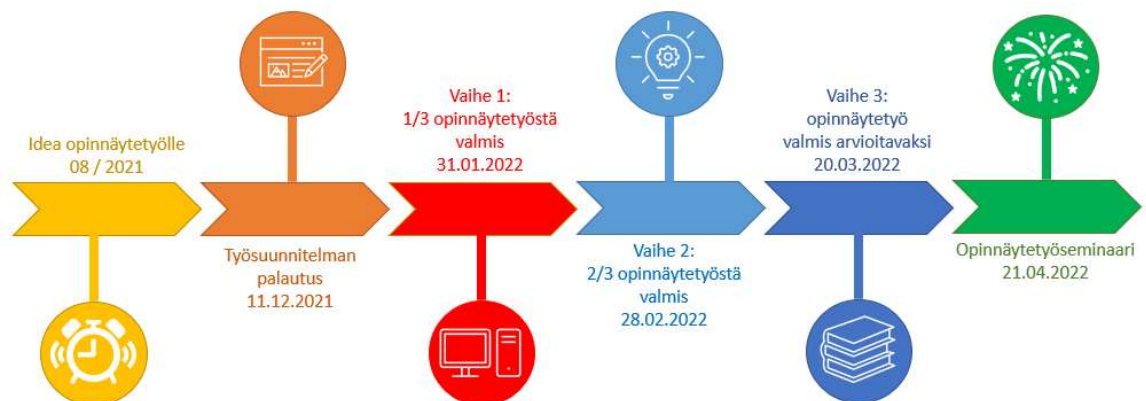 Idea opinnäytetyölle
08 / 2021
Työsuunnitelman
palautus
11.12.2021
Vaihe 1:
1/3 opinnäytetyöstä
valmis
31.01.2022
Vaihe 2:
2/3 opinnäytetyöstä
valmis
28.02.2022
Vaihe 3:
opinnäytetyö
valmis arvioitavaksi
20.03.2022
Opinnäytetyöseminaari
21.04.2022